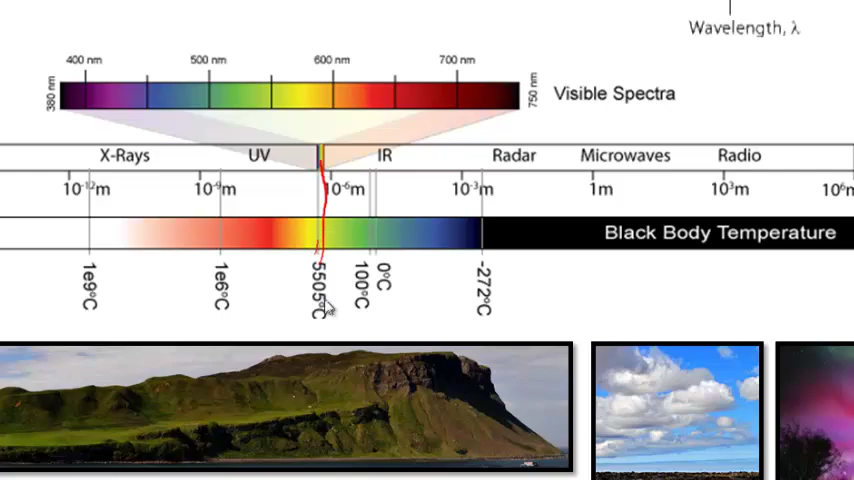 Wavelength, λ
400 nm 500 nm 600 nm 700 nm
380 nm 750 nm Visible Spectra
X-Rays UV IR Radar Microwaves Radio
10-12m 10-9m 10-6m 10-3m 1m 103m 106m
Black Body Temperature
1e9°C 1e6°C 5505°C 100°C 0°C -272°C